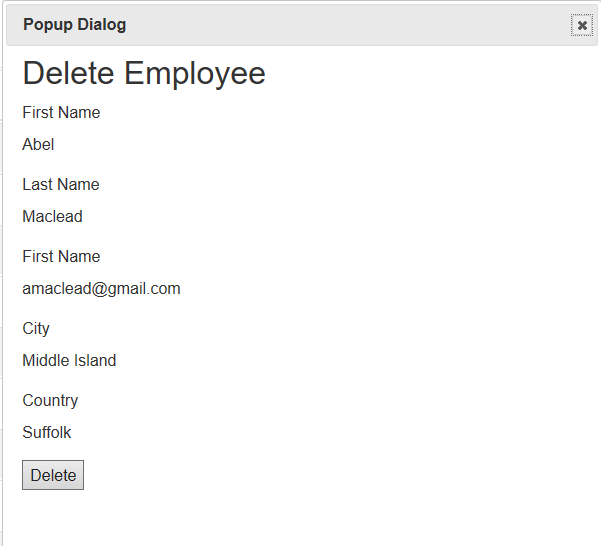 Popup Dialog
Delete Employee
First Name
Abel
Last Name
Maclead
First Name
amaclead@gmail.com
City
Middle Island
Country
Suffolk
Delete